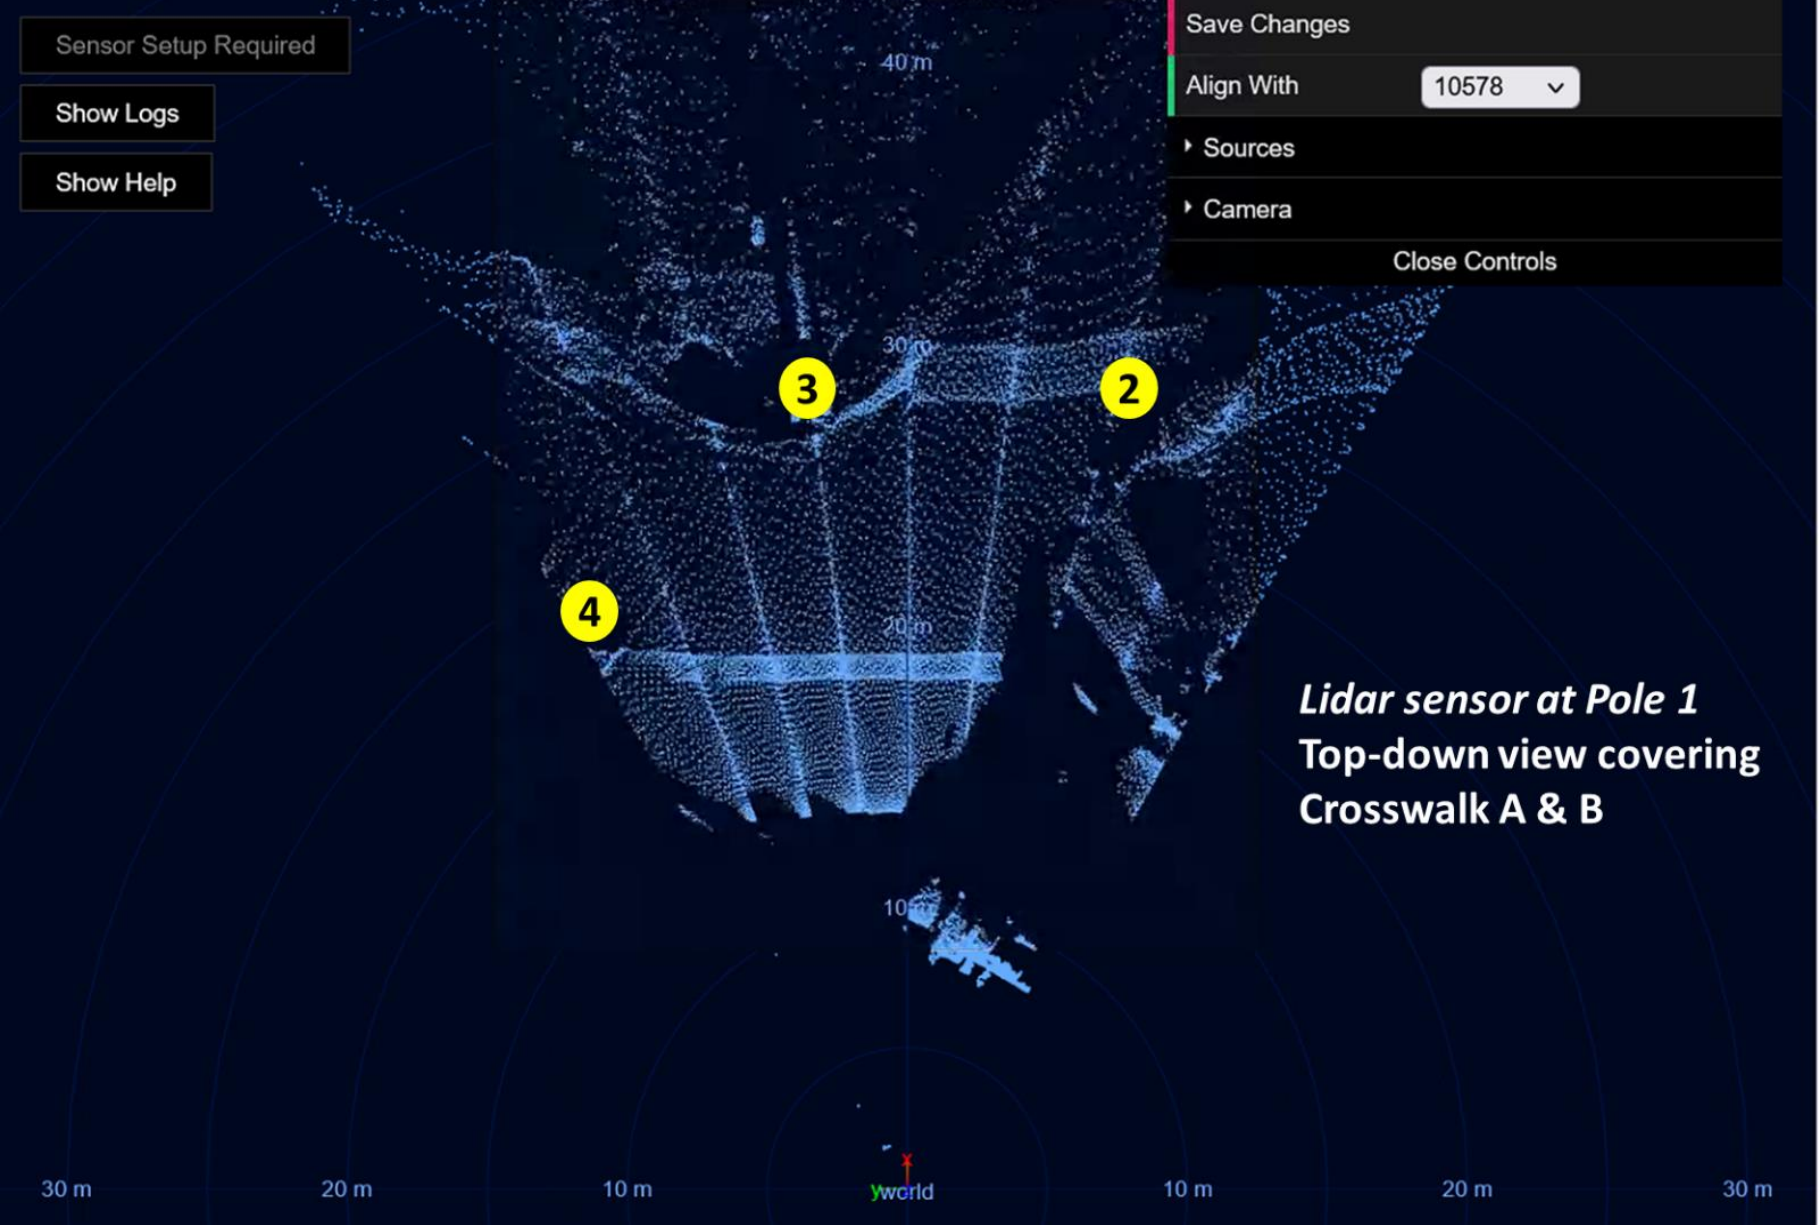 Sensor Setup Required
Show Logs
Show Help
Save Changes
Align With 10578
Sources
Camera
Close Controls
40 m
30 m
3
2
4
20 m
Lidar sensor at Pole 1
Top-down view covering
Crosswalk A & B
10 m
x
y world
30 m 20 m 10 m 10 m 20 m 30 m